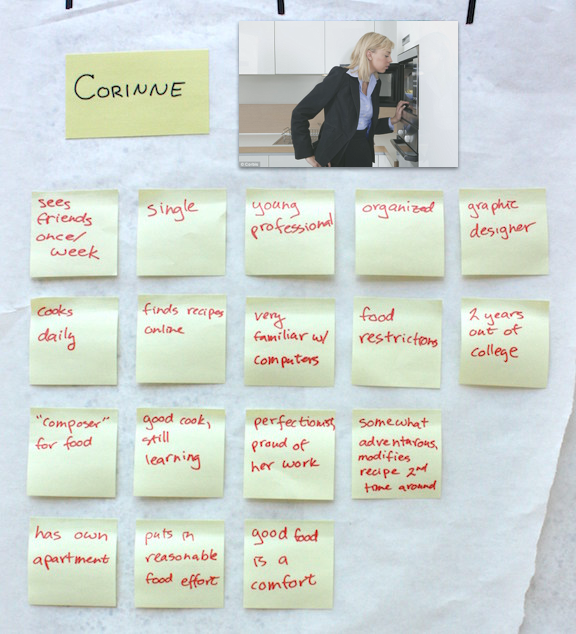 CORINNE
sees
friends
once/
week
single
young
professional
organized
graphic
designer
cooks
daily
finds recipes
online
very
familiar w/
computers
food
restrictions
2 years
out of
college
"composer"
for food
good cook,
still
learning
perfectionist,
proud of
her work
somewhat
adventurous,
modifies
recipe 2nd
time around
has own
apartment
puts in
reasonable
food effort
good food
is a
comfort